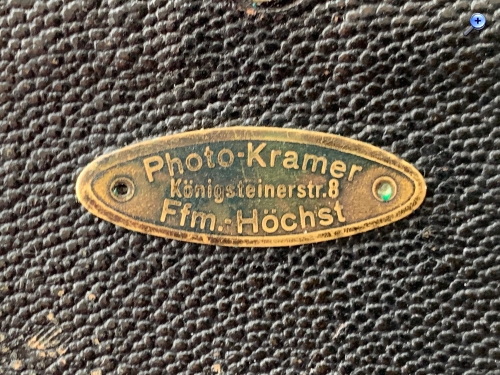 Photo-Kramer
Königsteinerstr.8
Ffm.-Höchst